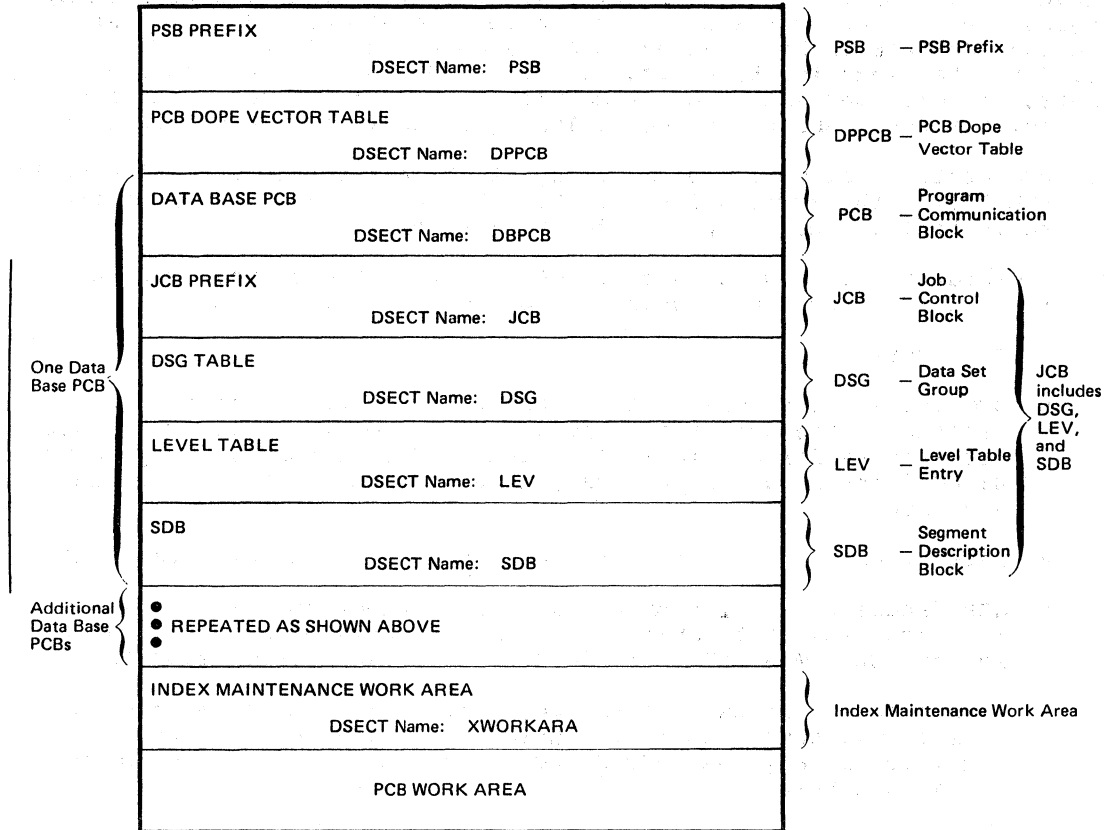 PSB PREFIX
DSECT Name: PSB
PSB – PSB Prefix
PCB DOPE VECTOR TABLE
DSECT Name: DPPCB
DPPCB – PCB Dope
Vector Table
DATA BASE PCB
DSECT Name: DBPCB
PCB – Program
Communication
Block
JCB PREFIX
DSECT Name: JCB
JCB – Job
Control
Block
One Data
Base PCB
DSG TABLE
DSECT Name: DSG
DSG – Data Set
Group
JCB
includes
DSG,
LEV,
and
SDB
LEVEL TABLE
DSECT Name: LEV
LEV – Level Table
Entry
SDB
DSECT Name: SDB
SDB – Segment
Description
Block
Additional
Data Base
PCBs
● 
● REPEATED AS SHOWN ABOVE
●
INDEX MAINTENANCE WORK AREA
DSECT Name: XWORKARA
Index Maintenance Work Area
PCB WORK AREA